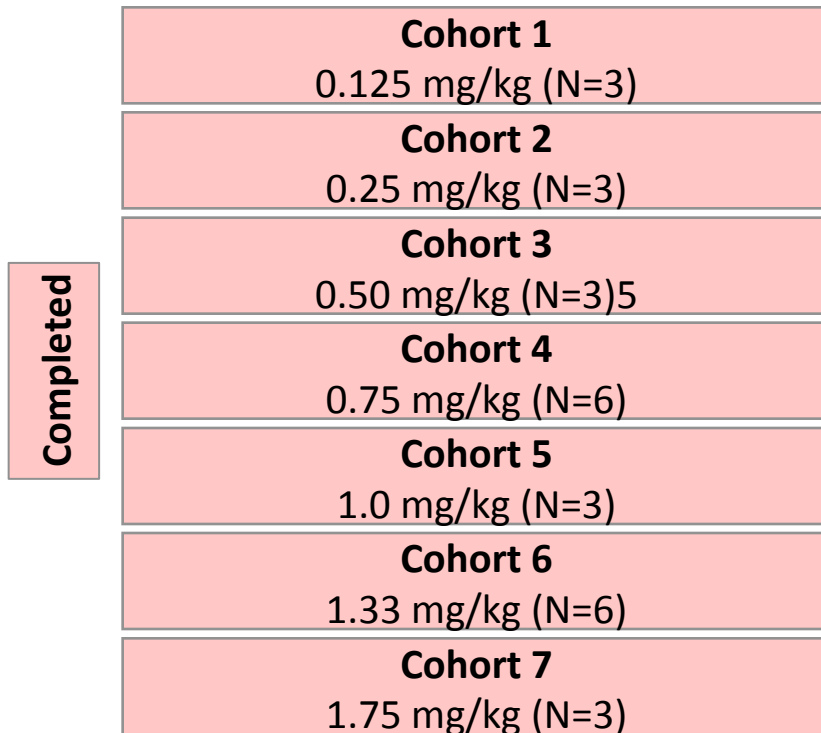 Cohort 1
0.125 mg/kg (N=3)
Cohort 2
0.25 mg/kg (N=3)
Cohort 3
0.50 mg/kg (N=3)5
Completed
Cohort 4
0.75 mg/kg (N=6)
Cohort 5
1.0 mg/kg (N=3)
Cohort 6
1.33 mg/kg (N=6)
Cohort 7
1.75 mg/kg (N=3)